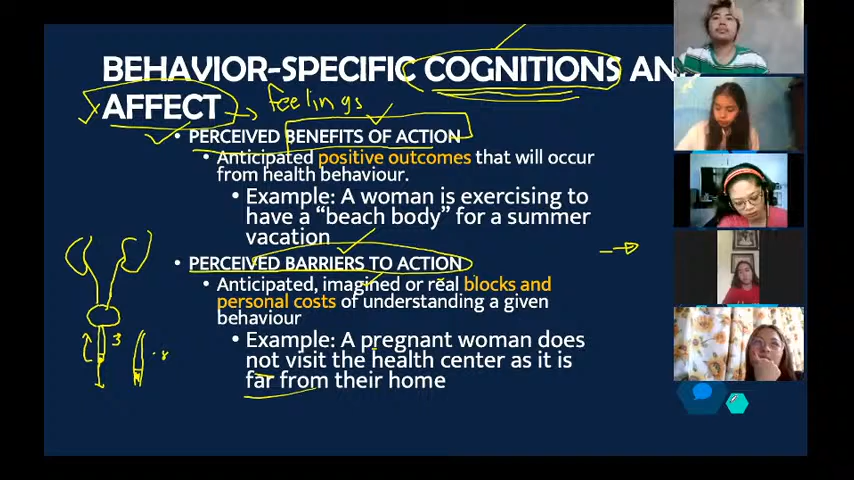 BEHAVIOR-SPECIFIC COGNITIONS AND
AFFECT
feelings
• PERCEIVED BENEFITS OF ACTION
• Anticipated positive outcomes that will occur
from health behaviour.
• Example: A woman is exercising to
have a “beach body” for a summer
vacation
• PERCEIVED BARRIERS TO ACTION
• Anticipated, imagined or real blocks and
personal costs of understanding a given
behaviour
• Example: A pregnant woman does
not visit the health center as it is
far from their home
3